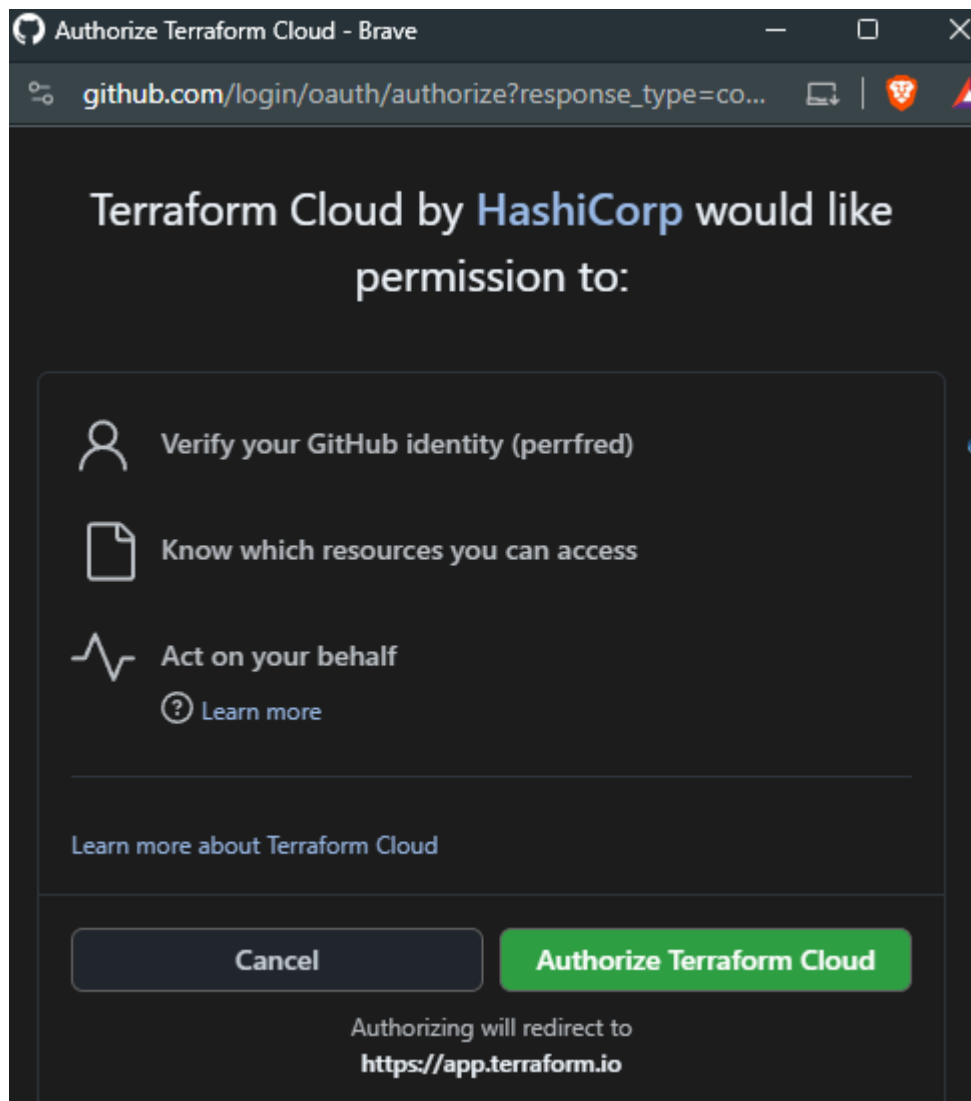 Authorize Terraform Cloud - Brave
github.com/login/oauth/authorize?response_type=co...
Terraform Cloud by HashiCorp would like
permission to:
Verify your GitHub identity (perrfred)
Know which resources you can access
Act on your behalf
Learn more
Learn more about Terraform Cloud
Cancel
Authorize Terraform Cloud
Authorizing will redirect to
https://app.terraform.io